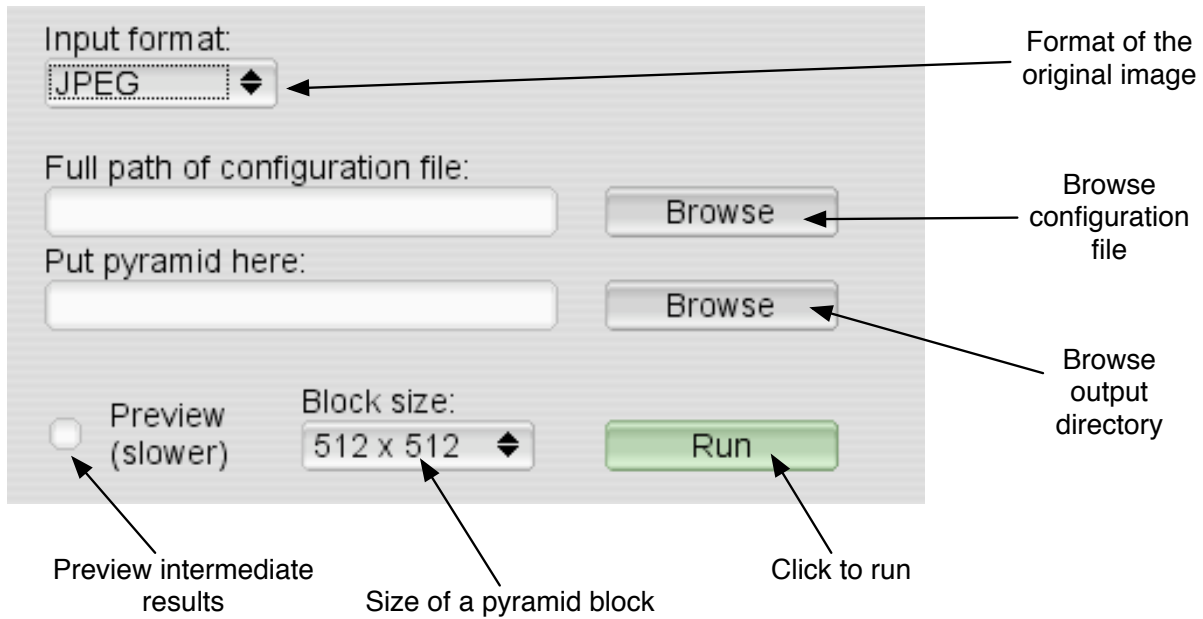 Input format:
JPEG
Format of the
original image
Full path of configuration file:
Browse
Browse
configuration
file
Put pyramid here:
Browse
Browse
output
directory
Preview
(slower)
Block size:
512 x 512
Run
Preview intermediate
results
Size of a pyramid block
Click to run